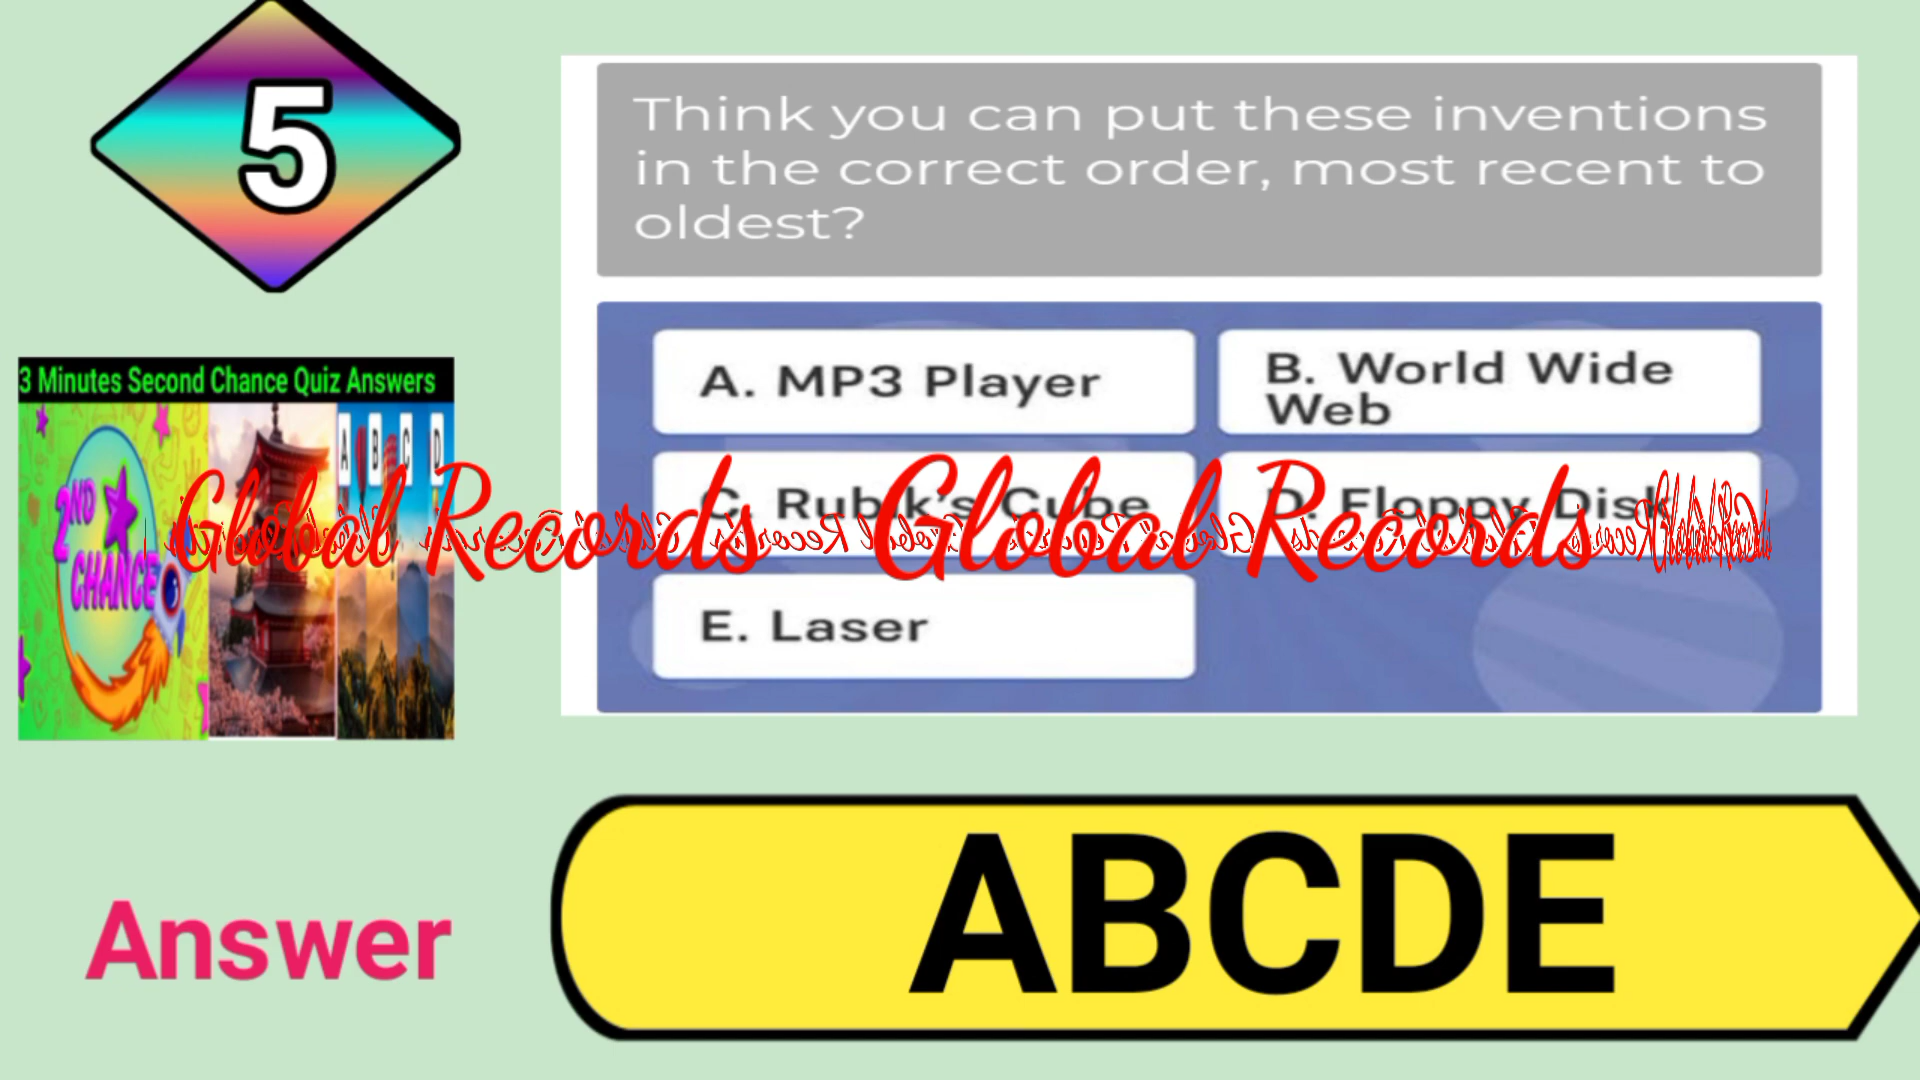 5
Think you can put these inventions
in the correct order, most recent to
oldest?
3 Minutes Second Chance Quiz Answers
A. MP3 Player
B. World Wide
Web
A B C D
2ND
CHANCE
C. Rubik's Cube
D. Floppy Disk
Global Records Global Records
E. Laser
Answer
ABCDE